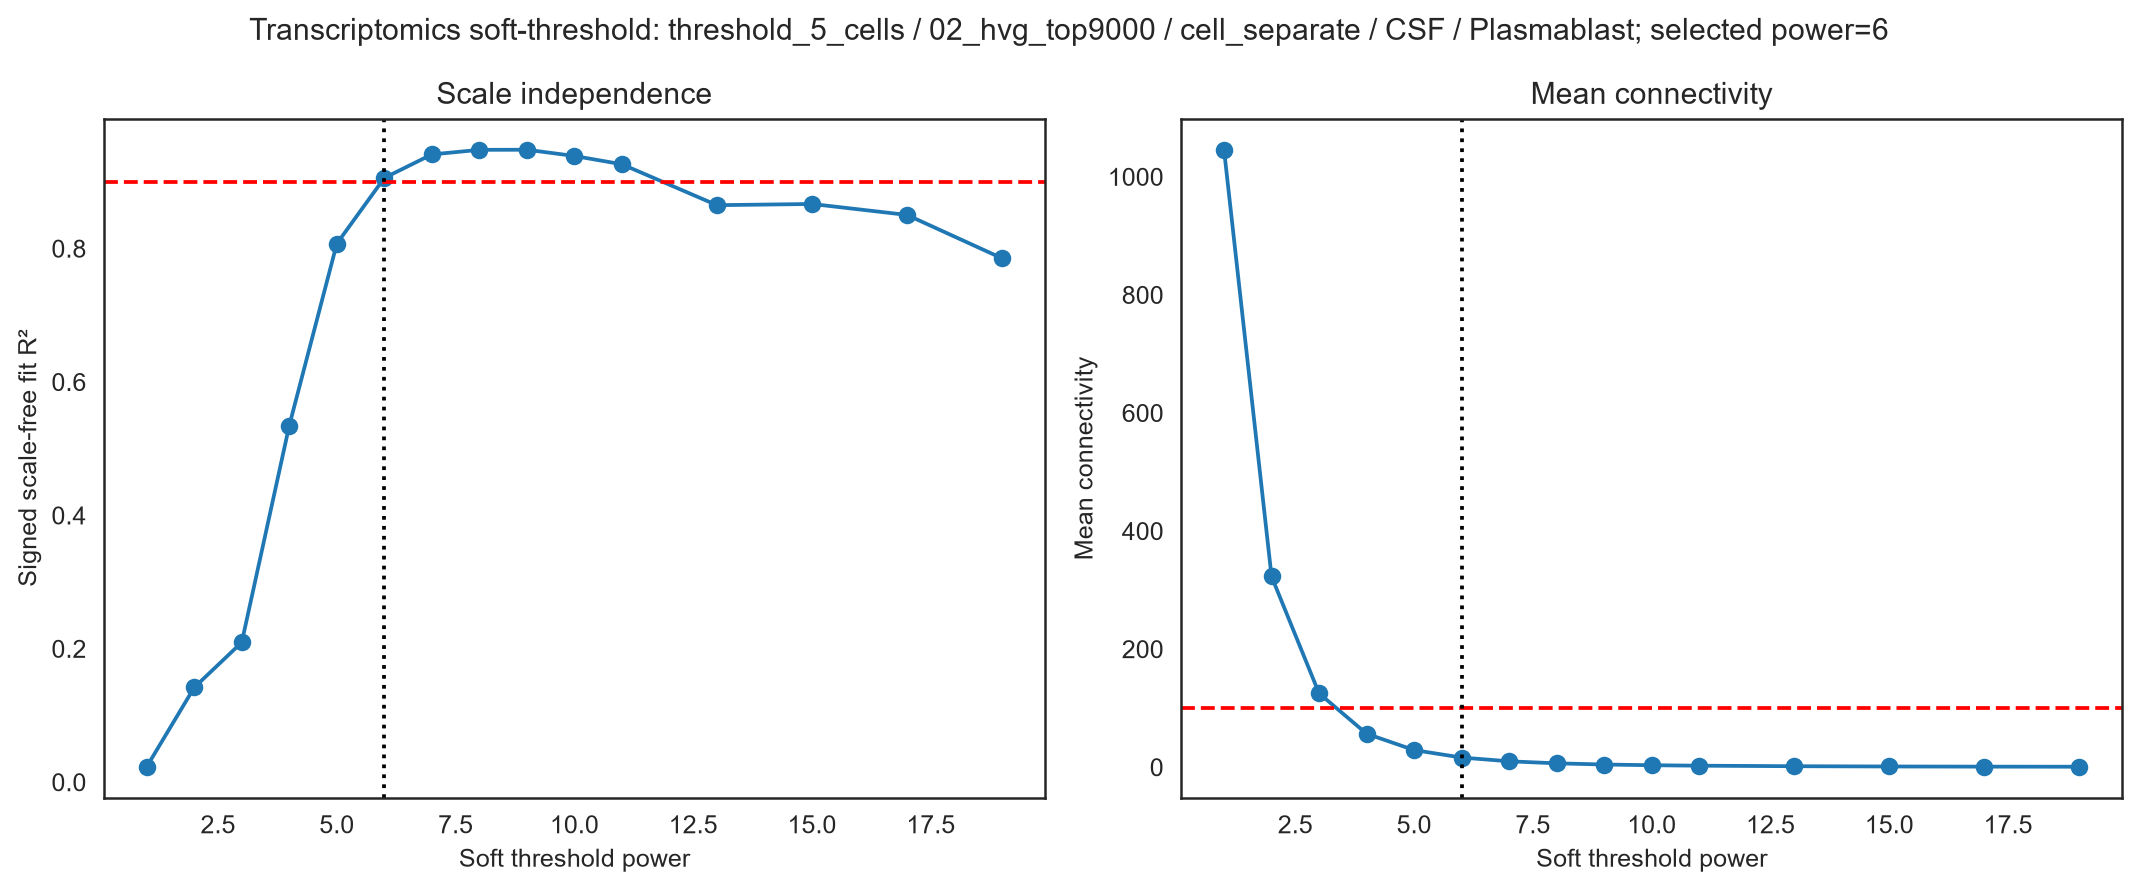 Transcriptomics soft-threshold: threshold_5_cells / 02_hvg_top9000 / cell_separate / CSF / Plasmablast; selected power=6
Scale independence
Signed scale-free fit R²
0.8
0.6
0.4
0.2
0.0
2.5 5.0 7.5 10.0 12.5 15.0 17.5
Soft threshold power
Mean connectivity
Mean connectivity
1000
800
600
400
200
0
2.5 5.0 7.5 10.0 12.5 15.0 17.5
Soft threshold power